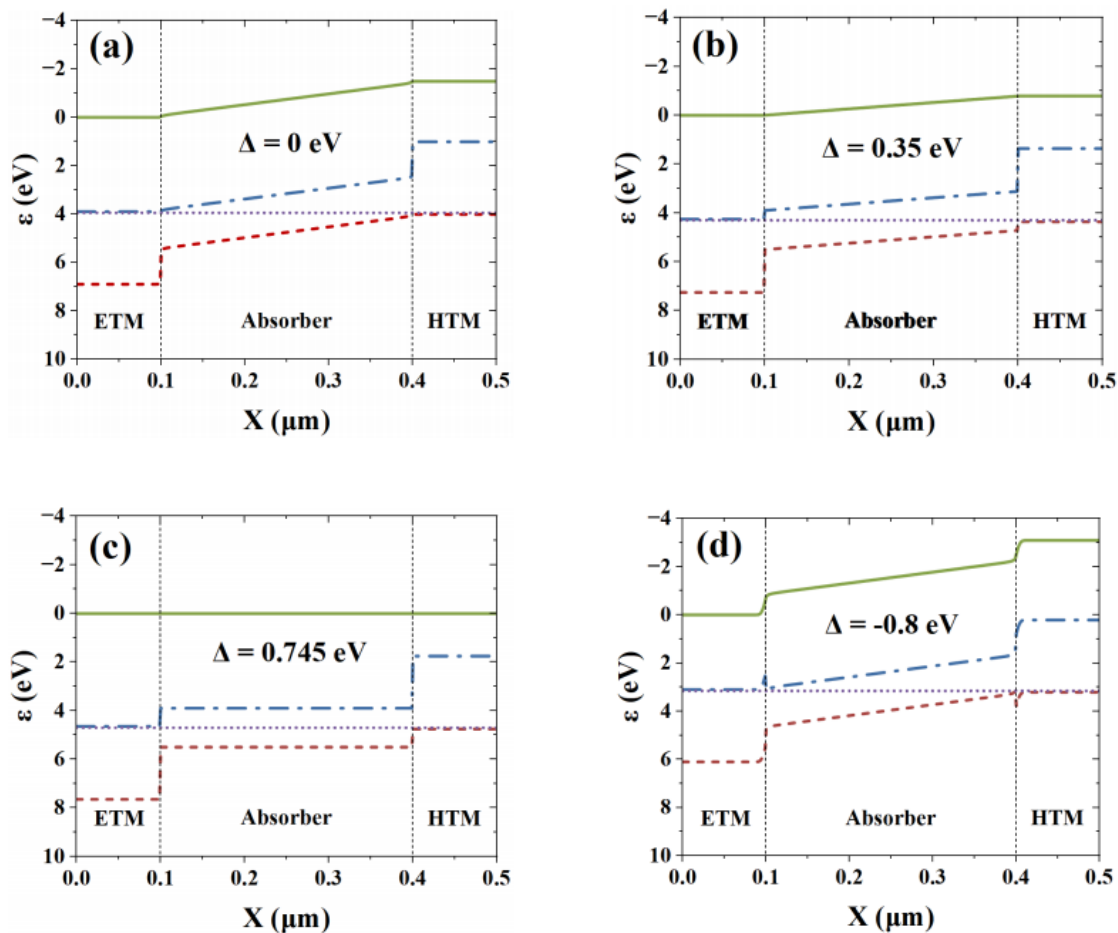 (a)
Δ = 0 eV
ETM Absorber HTM
−4
−2
0
2
4
6
8
10
ε (eV)
0.0 0.1 0.2 0.3 0.4 0.5
X (μm)
(b)
Δ = 0.35 eV
ETM Absorber HTM
−4
−2
0
2
4
6
8
10
ε (eV)
0.0 0.1 0.2 0.3 0.4 0.5
X (μm)
(c)
Δ = 0.745 eV
ETM Absorber HTM
−4
−2
0
2
4
6
8
10
ε (eV)
0.0 0.1 0.2 0.3 0.4 0.5
X (μm)
(d)
Δ = -0.8 eV
ETM Absorber HTM
−4
−2
0
2
4
6
8
10
ε (eV)
0.0 0.1 0.2 0.3 0.4 0.5
X (μm)